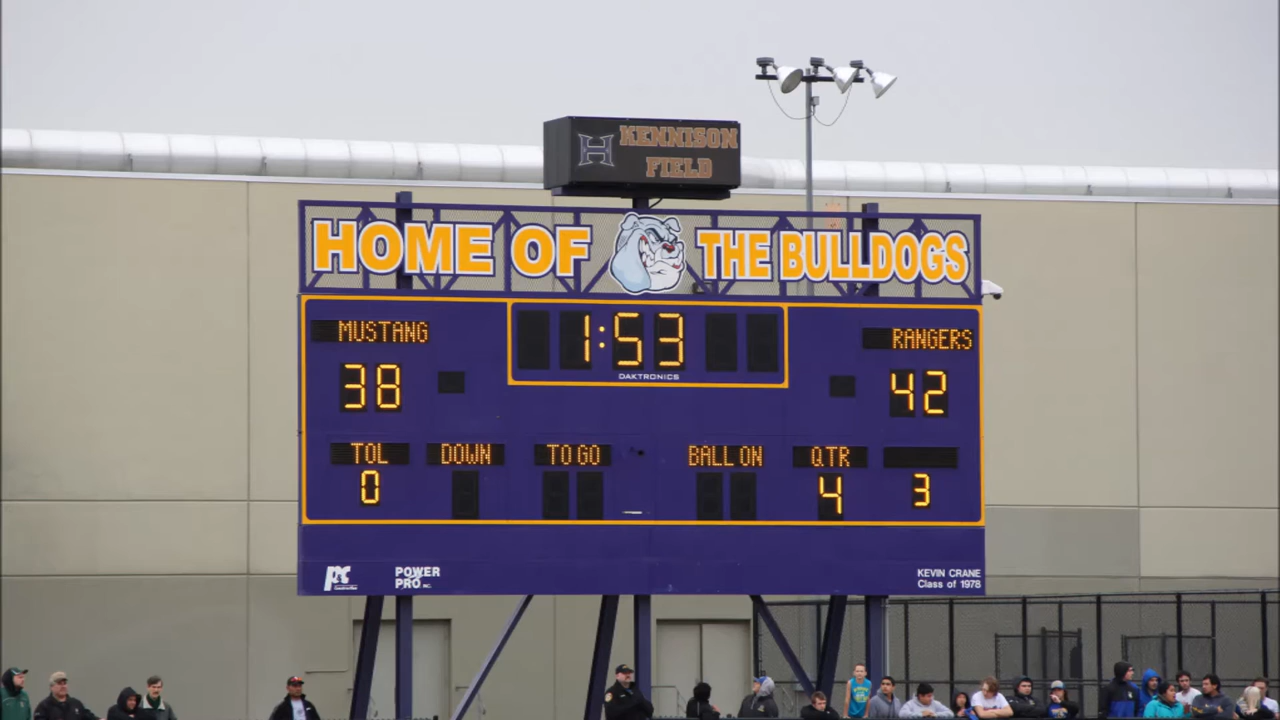 H KENNISON
FIELD
HOME OF THE BULLDOGS
MUSTANG 1:53 RANGERS
DAKTRONICS
38 42
TOL DOWN TO GO BALL ON QTR
0 4 3
POWER
PRO INC.
KEVIN CRANE
Class of 1978